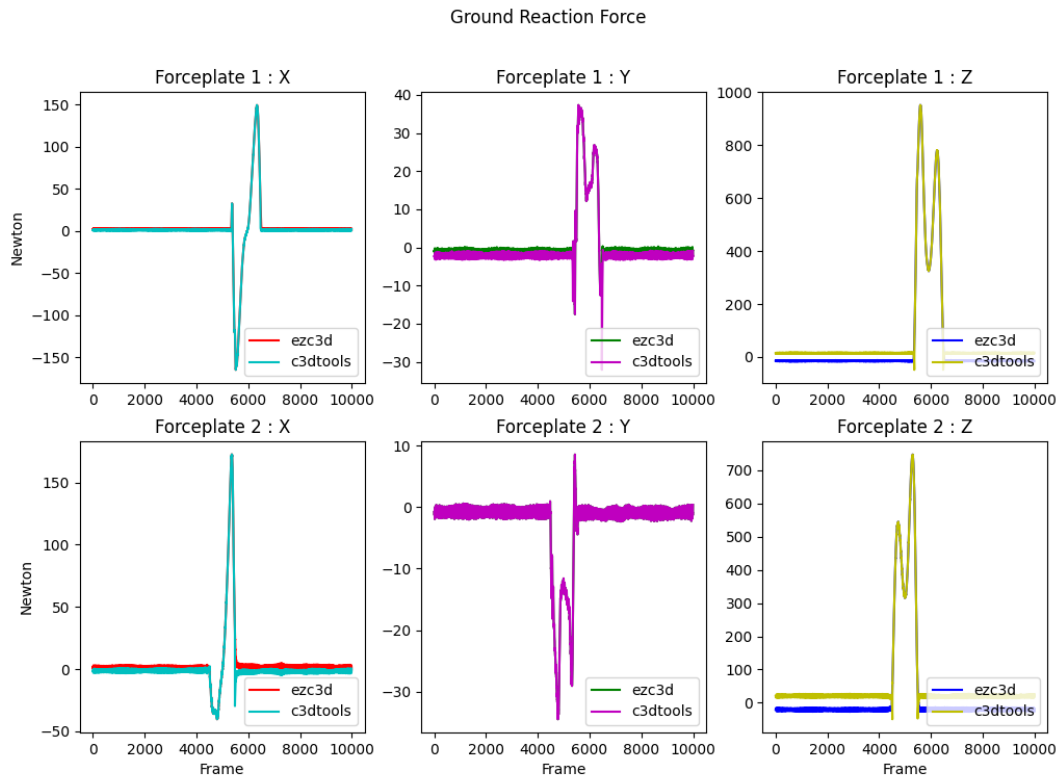 Ground Reaction Force
Forceplate 1 : X
Forceplate 1 : Y
Forceplate 1 : Z
150
100
50
0
−50
−100
−150
Newton
0 2000 4000 6000 8000 10000
ezc3d
c3dtools
40
30
20
10
0
−10
−20
−30
0 2000 4000 6000 8000 10000
ezc3d
c3dtools
1000
800
600
400
200
0
0 2000 4000 6000 8000 10000
ezc3d
c3dtools
Forceplate 2 : X
Forceplate 2 : Y
Forceplate 2 : Z
150
100
50
0
−50
Newton
0 2000 4000 6000 8000 10000
Frame
ezc3d
c3dtools
10
0
−10
−20
−30
0 2000 4000 6000 8000 10000
Frame
ezc3d
c3dtools
700
600
500
400
300
200
100
0
0 2000 4000 6000 8000 10000
Frame
ezc3d
c3dtools